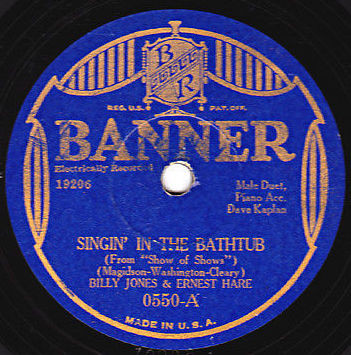 B
R
REG. U.S. PAT. OFF.
BANNER
Electrically Recorded
19206
Male Duet,
Piano Acc.
Dave Kaplan
SINGIN' IN THE BATHTUB
(From "Show of Shows")
(Magidson-Washington-Cleary)
BILLY JONES & ERNEST HARE
0550-A
MADE IN U.S.A.